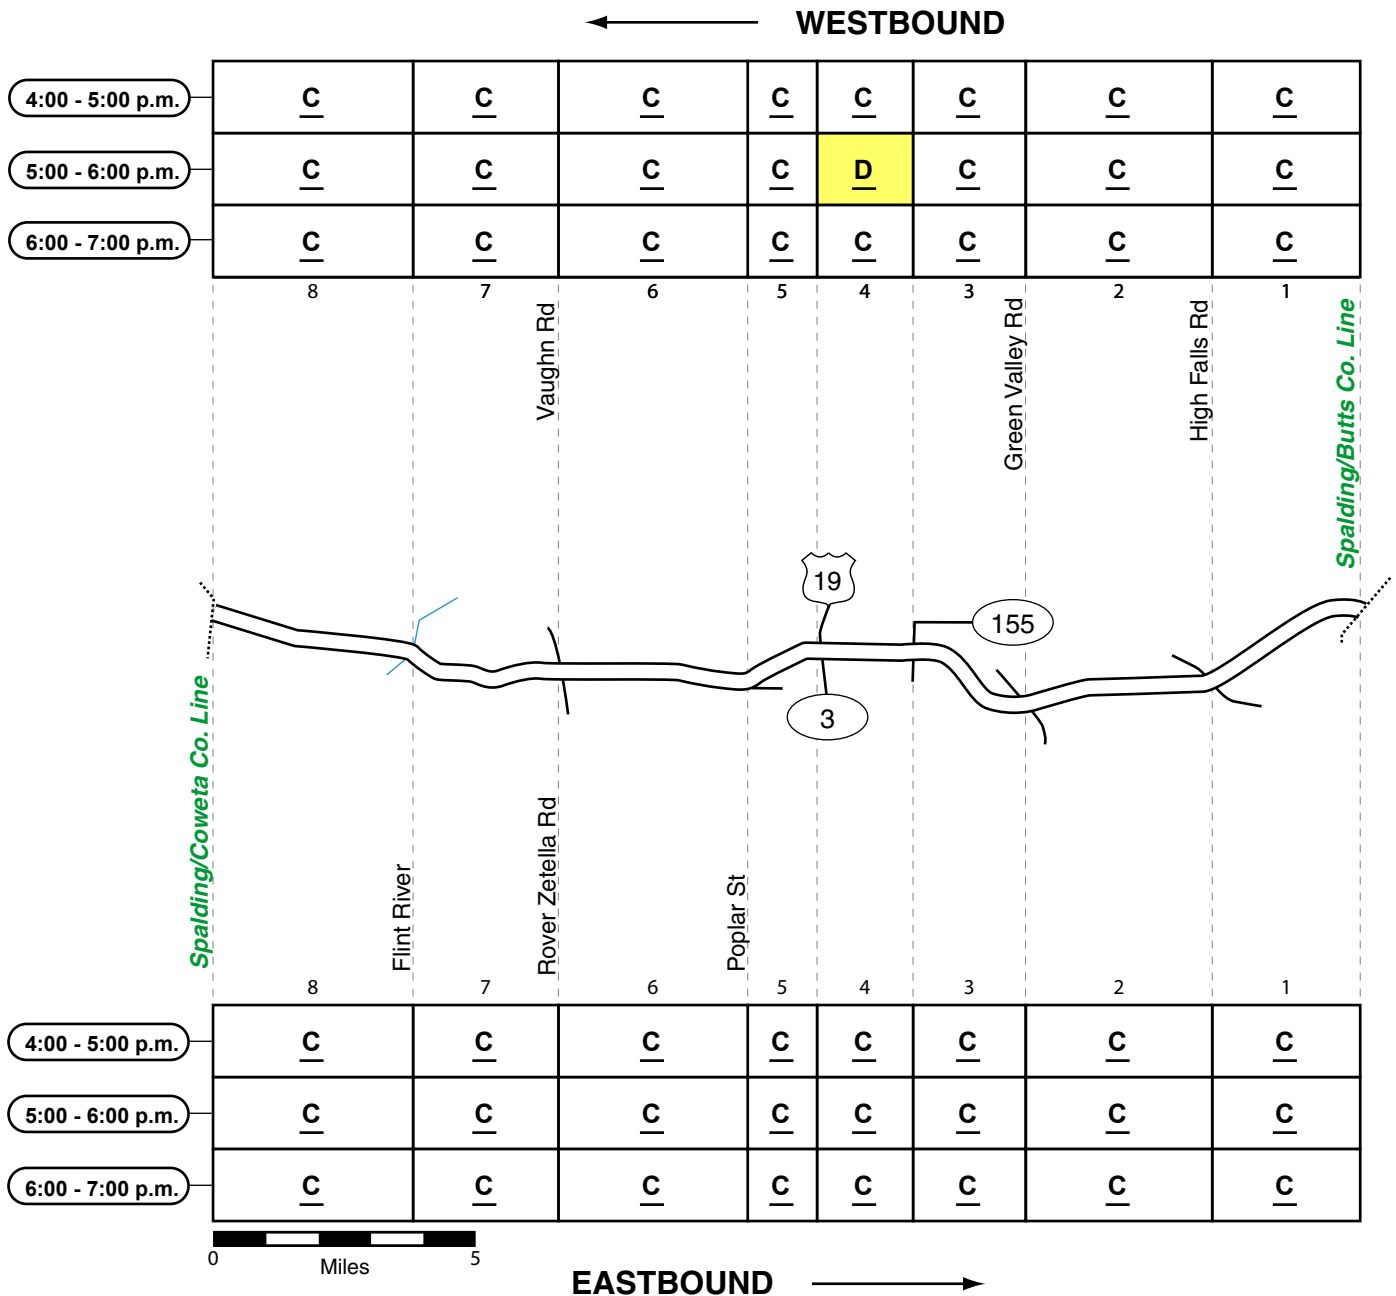 WESTBOUND
4:00 - 5:00 p.m. C C C C C C C C
5:00 - 6:00 p.m. C C C C D C C C
6:00 - 7:00 p.m. C C C C C C C C
8 7 6 5 4 3 2 1
Vaughn Rd
Green Valley Rd
High Falls Rd
Spalding/Butts Co. Line
19
155
3
Spalding/Coweta Co. Line
Flint River
Rover Zetella Rd
Poplar St
8 7 6 5 4 3 2 1
4:00 - 5:00 p.m. C C C C C C C C
5:00 - 6:00 p.m. C C C C C C C C
6:00 - 7:00 p.m. C C C C C C C C
0 5
Miles
EASTBOUND